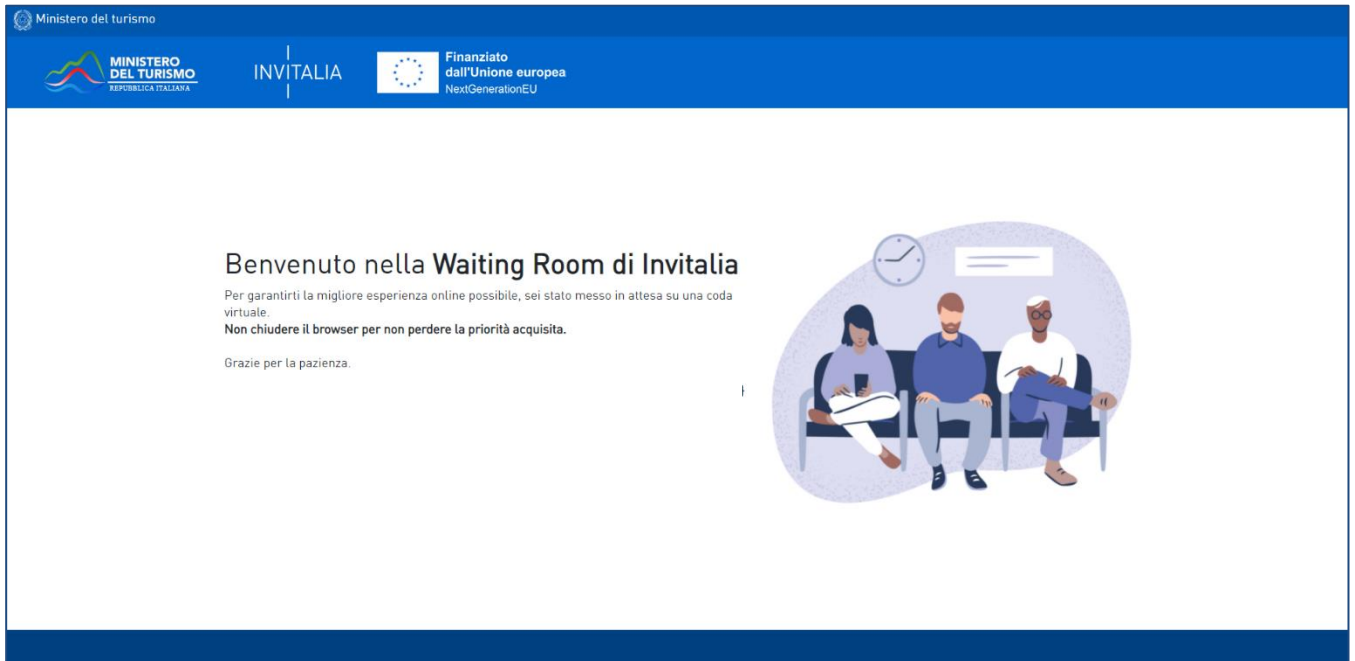 Ministero del turismo
MINISTERO
DEL TURISMO
REPUBBLICA ITALIANA
INVITALIA
Finanziato
dall'Unione europea
NextGenerationEU
Benvenuto nella Waiting Room di Invitalia
Per garantirti la migliore esperienza online possibile, sei stato messo in attesa su una coda
virtuale.
Non chiudere il browser per non perdere la priorità acquisita.
Grazie per la pazienza.